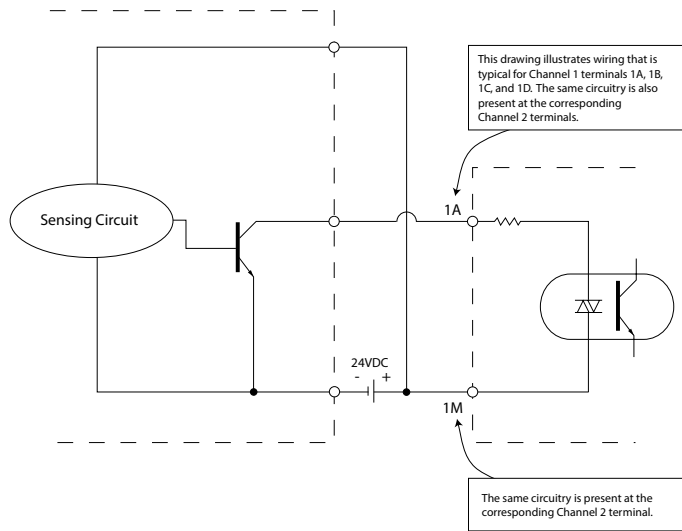 This drawing illustrates wiring that is
typical for Channel 1 terminals 1A, 1B,
1C, and 1D. The same circuitry is also
present at the corresponding
Channel 2 terminals.
1A
Sensing Circuit
24VDC
- +
1M
The same circuitry is present at the
corresponding Channel 2 terminal.